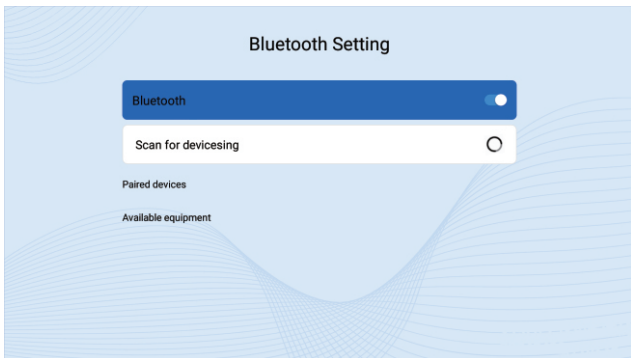 Bluetooth Setting
Bluetooth
Scan for devicesing
Paired devices
Available equipment